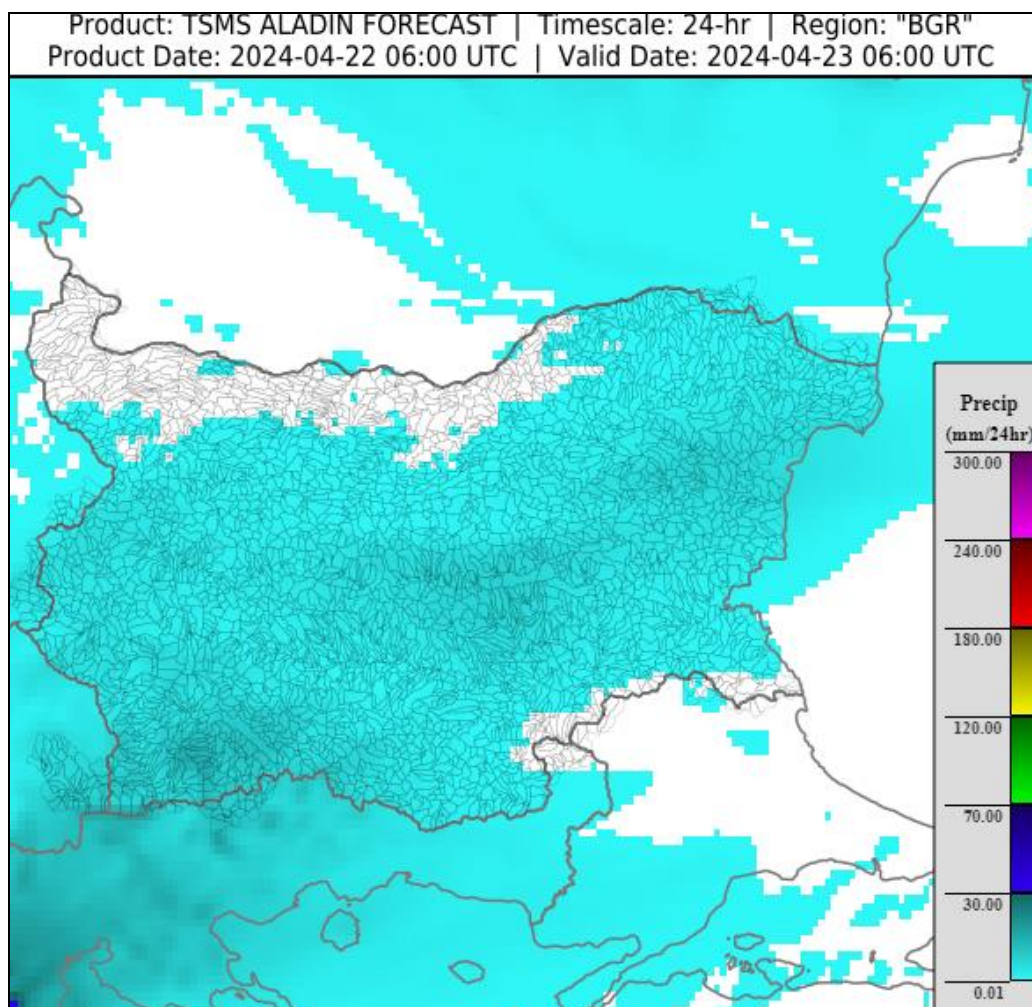 Product: TSMS ALADIN FORECAST | Timescale: 24-hr | Region: "BGR"
Product Date: 2024-04-22 06:00 UTC | Valid Date: 2024-04-23 06:00 UTC
Precip
(mm/24hr)
300.00
240.00
180.00
120.00
70.00
30.00
0.01